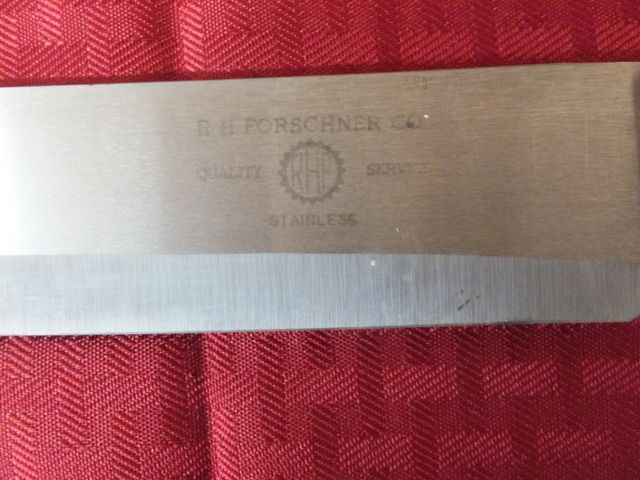 R H FORSCHNER CO
QUALITY RHF SERVICE
STAINLESS